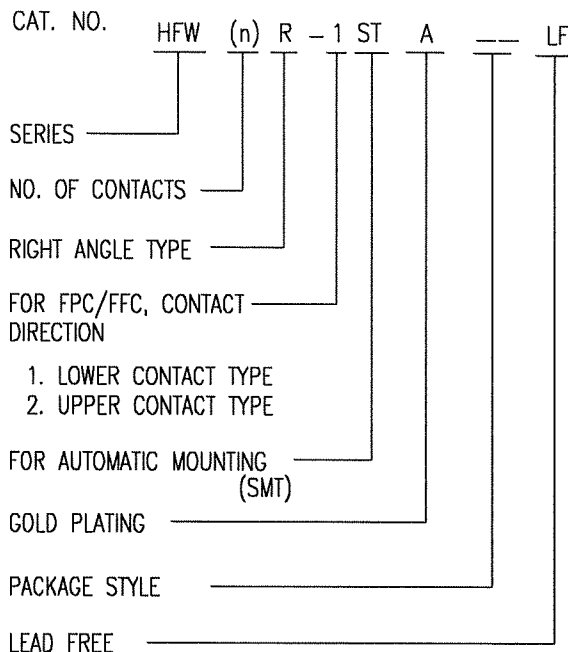 CAT. NO. HFW (n) R - 1 ST A __ LF
SERIES
NO. OF CONTACTS
RIGHT ANGLE TYPE
FOR FPC/FFC, CONTACT
DIRECTION
1. LOWER CONTACT TYPE
2. UPPER CONTACT TYPE
FOR AUTOMATIC MOUNTING
(SMT)
GOLD PLATING
PACKAGE STYLE
LEAD FREE